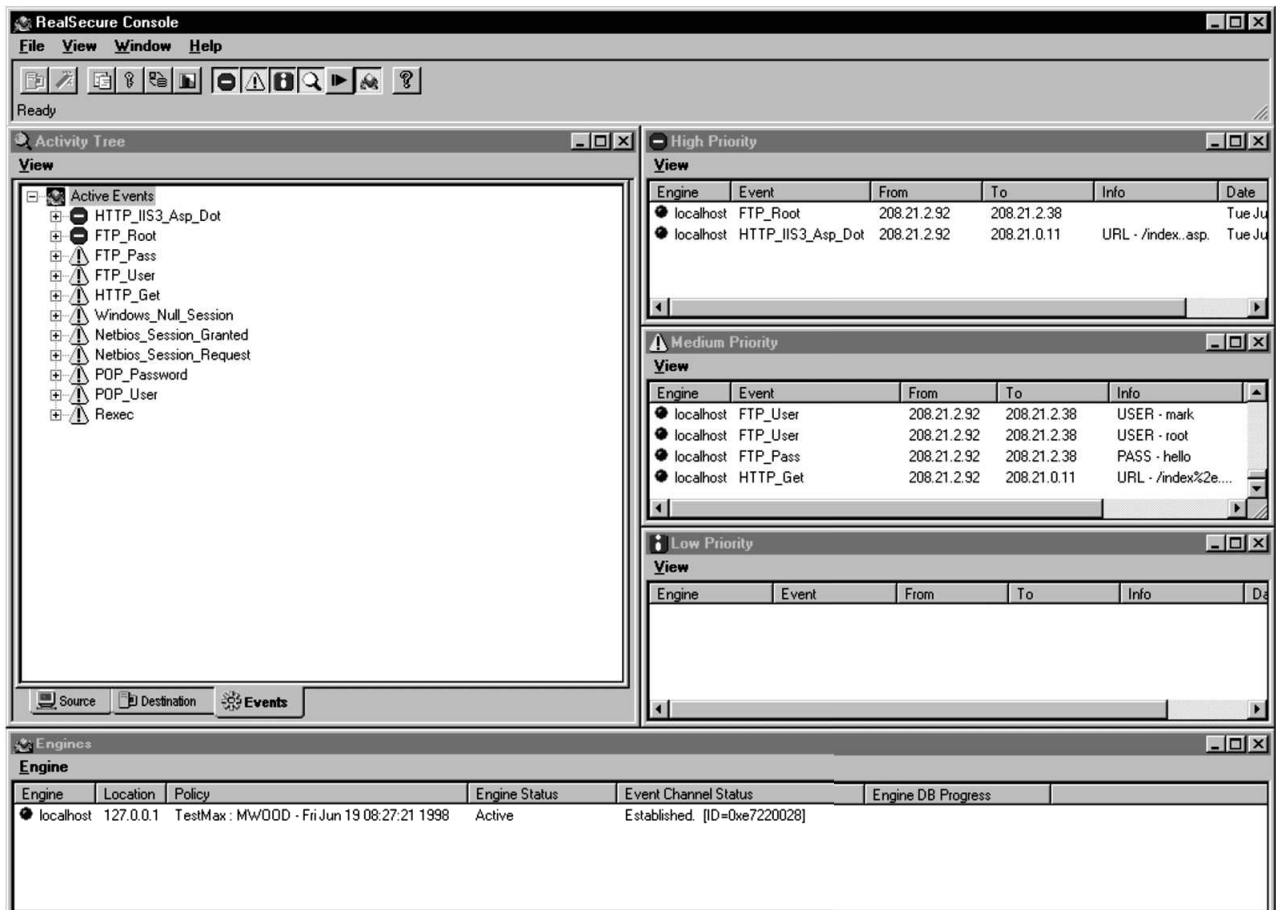 RealSecure Console
File View Window Help
Ready
Activity Tree
View
Active Events
HTTP_IIS3_Asp_Dot
FTP_Root
FTP_Pass
FTP_User
HTTP_Get
Windows_Null_Session
Netbios_Session_Granted
Netbios_Session_Request
POP_Password
POP_User
Rexec
Source Destination Events
High Priority
View
Engine Event From To Info Date
localhost FTP_Root 208.21.2.92 208.21.2.38 Tue Ju
localhost HTTP_IIS3_Asp_Dot 208.21.2.92 208.21.0.11 URL - /index..asp. Tue Ju
Medium Priority
View
Engine Event From To Info
localhost FTP_User 208.21.2.92 208.21.2.38 USER - mark
localhost FTP_User 208.21.2.92 208.21.2.38 USER - root
localhost FTP_Pass 208.21.2.92 208.21.2.38 PASS - hello
localhost HTTP_Get 208.21.2.92 208.21.0.11 URL - /index%2e....
Low Priority
View
Engine Event From To Info Da
Engines
Engine
Engine Location Policy Engine Status Event Channel Status Engine DB Progress
localhost 127.0.0.1 TestMax : MWOOD - Fri Jun 19 08:27:21 1998 Active Established. [ID=0xe7220028]